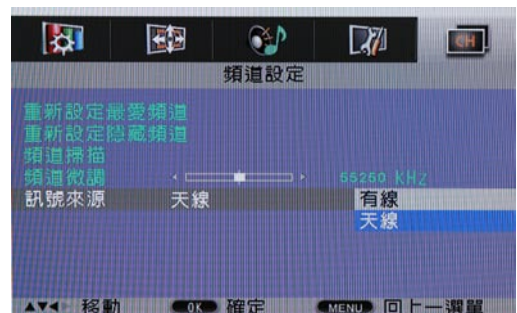 CH
頻道設定
重新設定最愛頻道
重新設定隱藏頻道
頻道掃描
頻道微調 55250 KHz
訊號來源 天線 有線
天線
移動 OK 確定 MENU 回上一選單